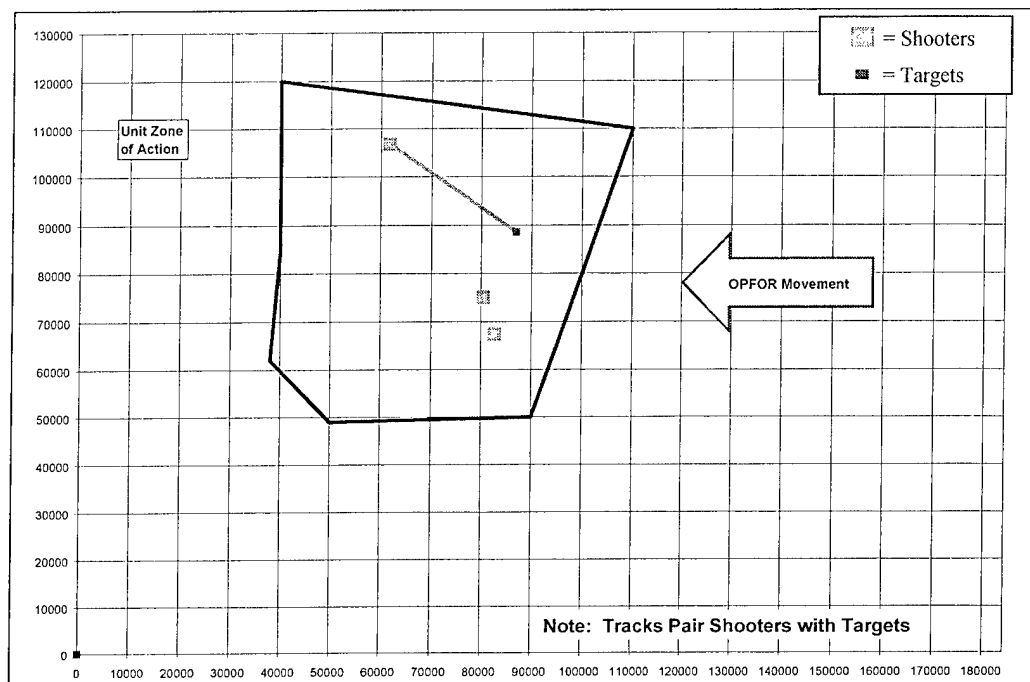 130000
120000
110000
100000
90000
80000
70000
60000
50000
40000
30000
20000
10000
0
= Shooters
= Targets
Unit Zone
of Action
OPFOR Movement
Note: Tracks Pair Shooters with Targets
0 10000 20000 30000 40000 50000 60000 70000 80000 90000 100000 110000 120000 130000 140000 150000 160000 170000 180000